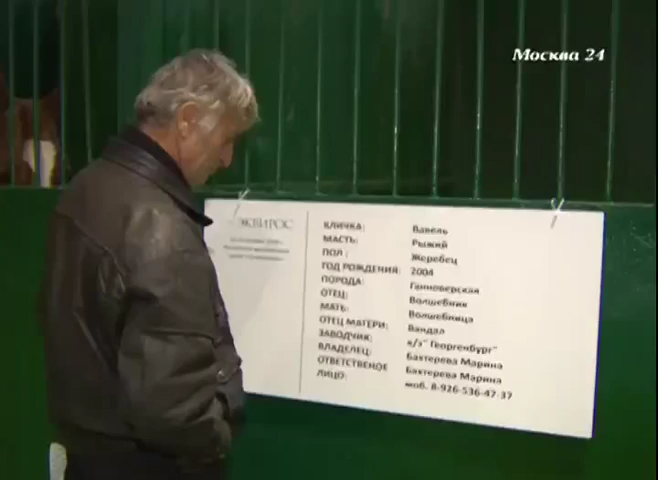 Москва 24
ЭКВИРОС
КЛИЧКА: Вавель
МАСТЬ: Рыжий
ПОЛ : Жеребец
ГОД РОЖДЕНИЯ: 2004
ПОРОДА: Ганноверская
ОТЕЦ: Волшебник
МАТЬ: Волшебница
ОТЕЦ МАТЕРИ: Вандал
ЗАВОДЧИК: к/з" Георгенбург"
ВЛАДЕЛЕЦ: Бахтерева Марина
ОТВЕТСТВЕНОЕ Бахтерева Марина
ЛИЦО: моб. 8-926-536-47-37